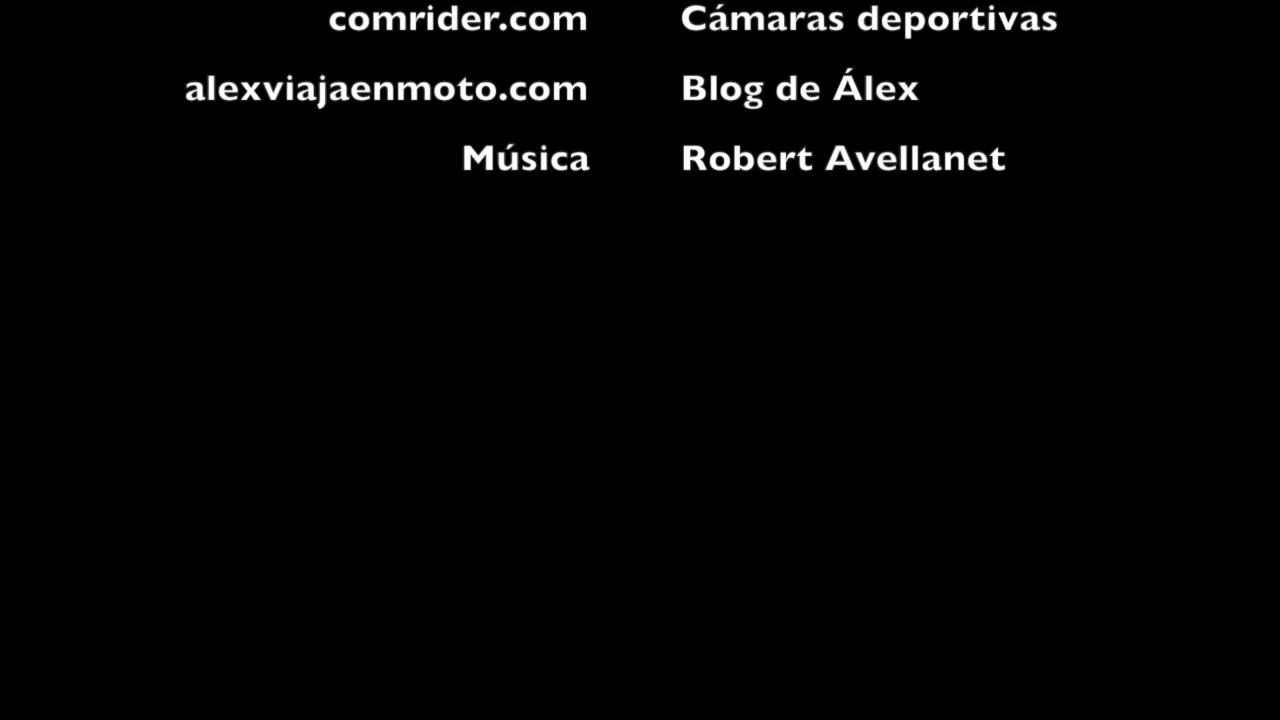 comrider.com Cámaras deportivas
alexviajaenmoto.com Blog de Álex
Música Robert Avellanet